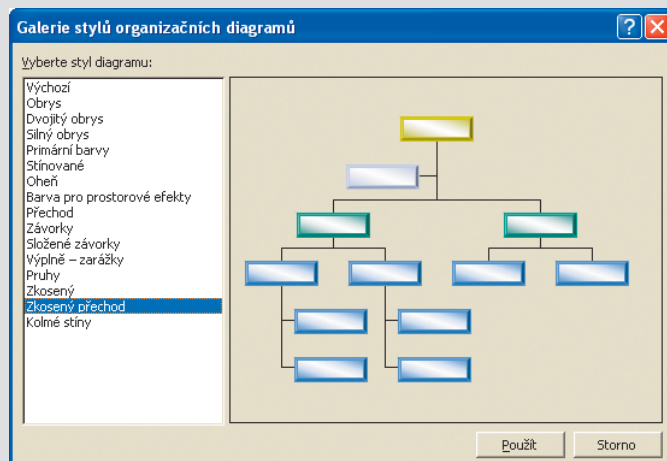 Galerie stylů organizačních diagramů
Vyberte styl diagramu:
Výchozí
Obrys
Dvojitý obrys
Silný obrys
Primární barvy
Stínované
Oheň
Barva pro prostorové efekty
Přechod
Závorky
Složené závorky
Výplně – zarážky
Pruhy
Zkosený
Zkosený přechod
Kolmé stíny
Použít
Storno